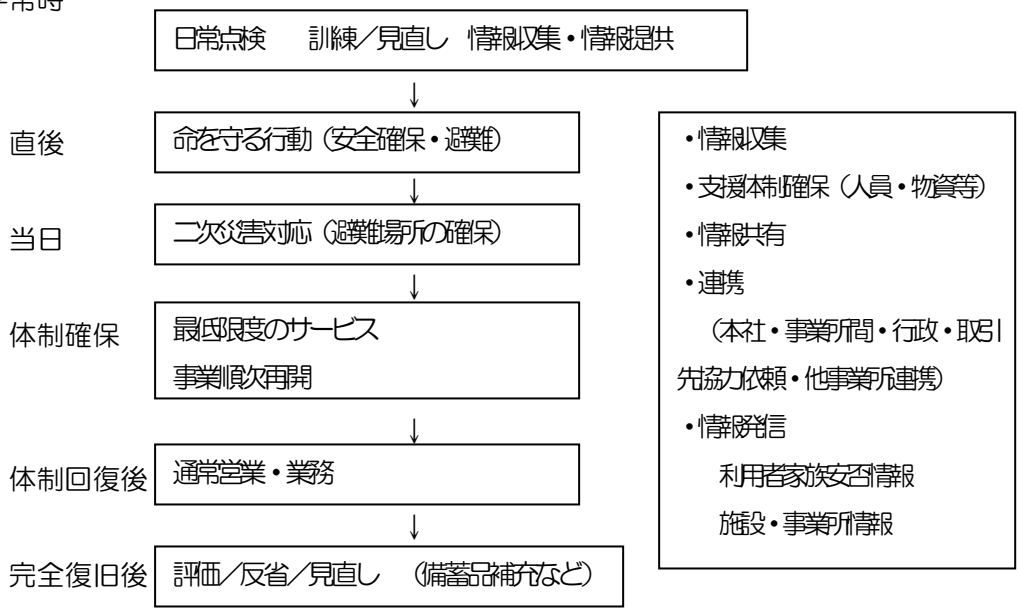 常時
日常点検 訓練／見直し 情報収集・情報提供
↓
直後
命を守る行動（安全確保・避難）
↓
当日
二次災害対応（避難場所の確保）
↓
体制確保
最低限度のサービス
事業順次再開
↓
体制回復後
通常営業・業務
↓
完全復旧後
評価／反省／見直し （備蓄品補充など）
・情報収集
・支援体制確保（人員・物資等）
・情報共有
・連携
（本社・事業所間・行政・取引
先協力依頼・他事業所連携）
・情報発信
利用者家族安否情報
施設・事業所情報